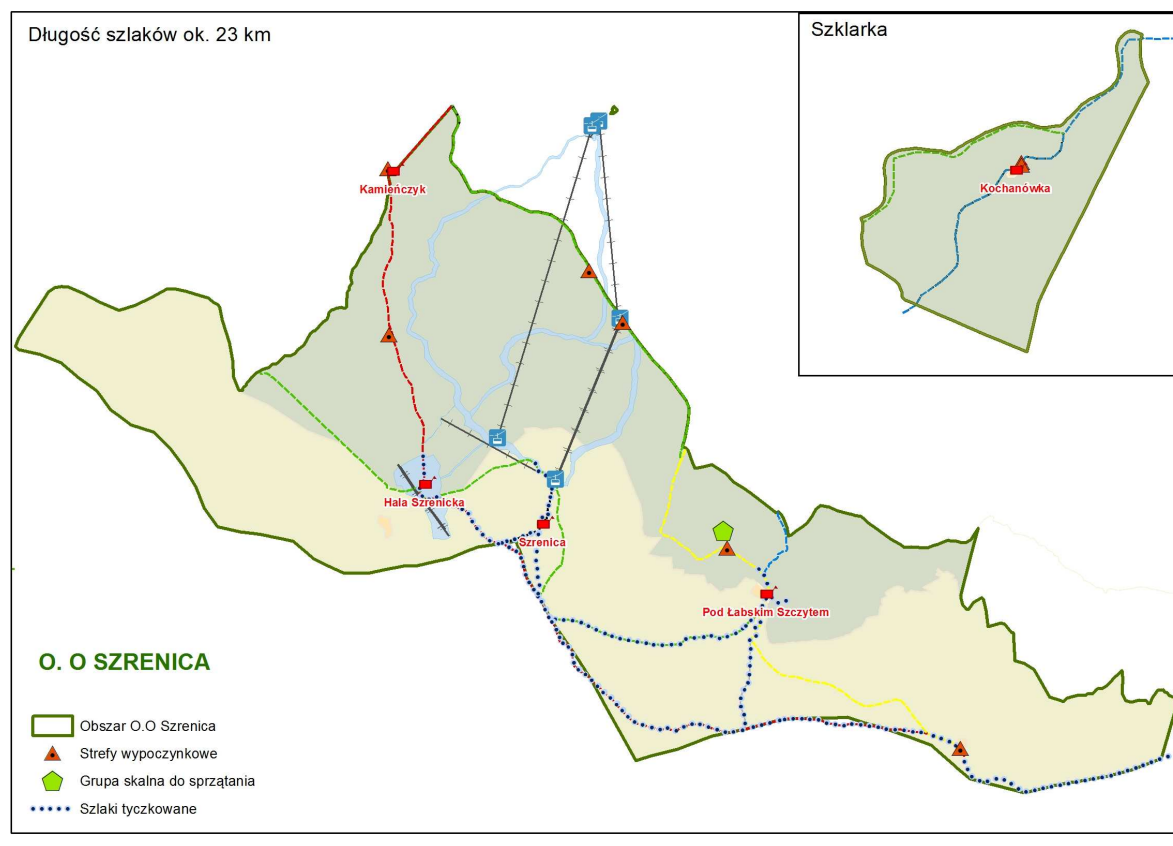 Długość szlaków ok. 23 km
Szklarka
Kamieńczyk
Kochanówka
Hala Szrenicka
Szrenica
Pod Łabskim Szczytem
O. O SZRENICA
Obszar O.O Szrenica
Strefy wypoczynkowe
Grupa skalna do sprzątania
Szlaki tyczkowane